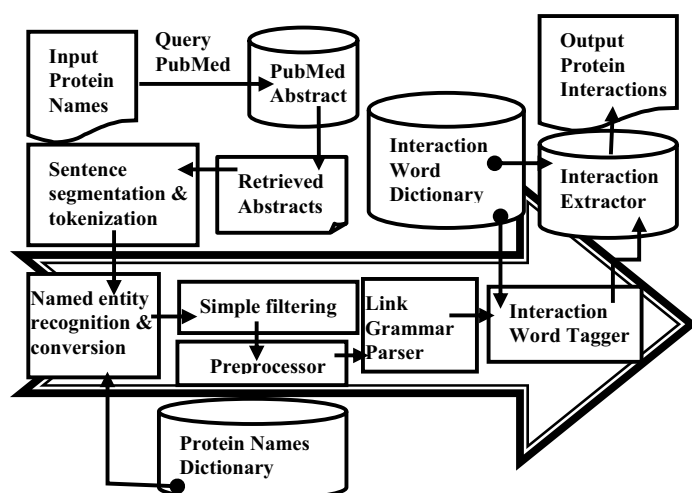 Input
Protein
Names
Query
PubMed
PubMed
Abstract
Output
Protein
Interactions
Sentence
segmentation &
tokenization
Retrieved
Abstracts
Interaction
Word
Dictionary
Interaction
Extractor
Named entity
recognition &
conversion
Simple filtering
Preprocessor
Link
Grammar
Parser
Interaction
Word Tagger
Protein Names
Dictionary